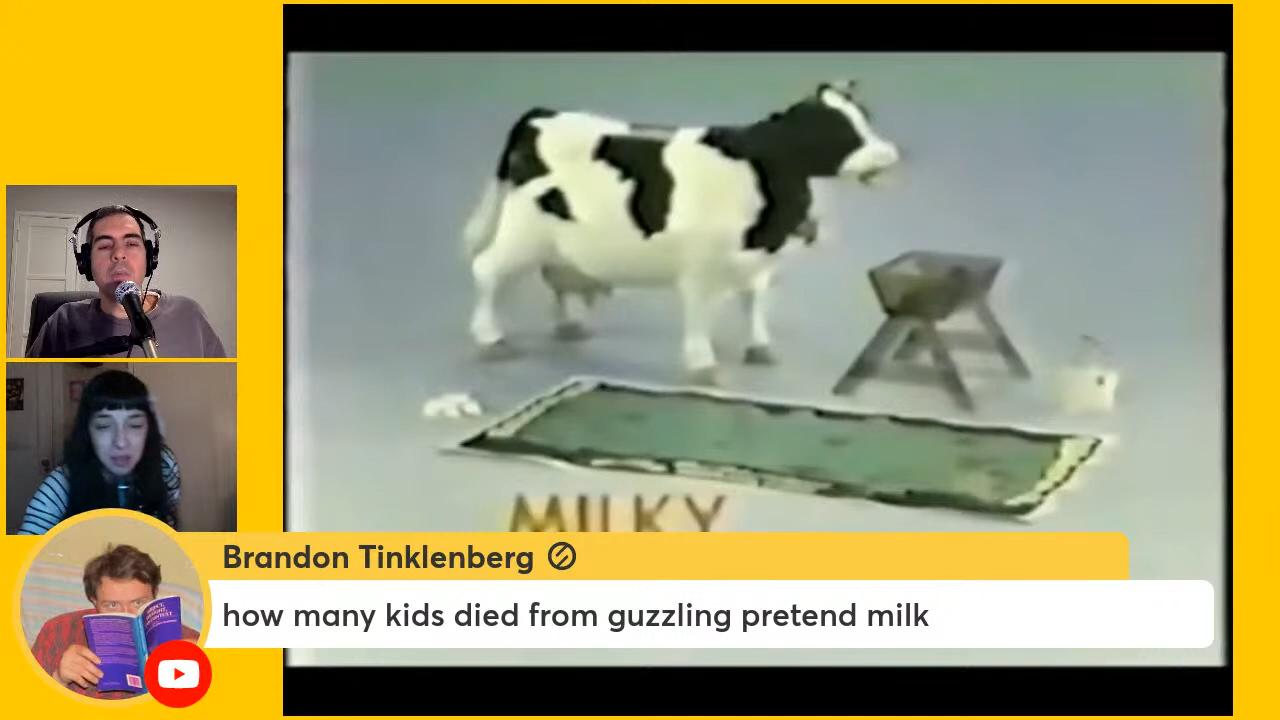 MILKY
Brandon Tinklenberg
how many kids died from guzzling pretend milk